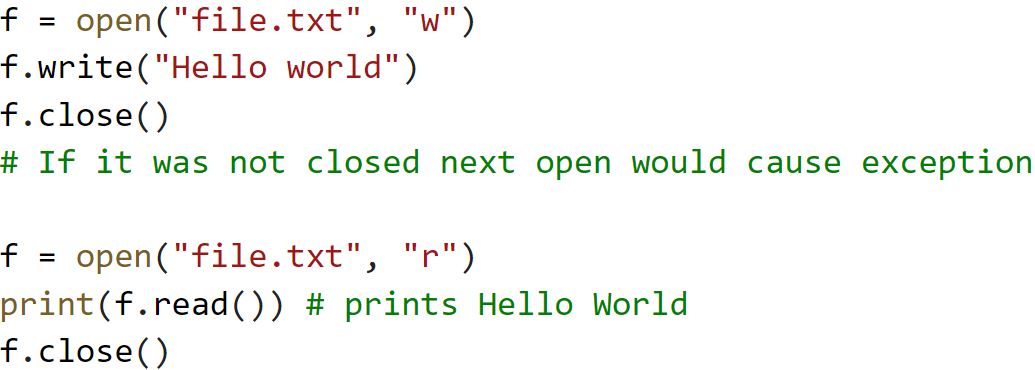 f = open("file.txt", "w")
f.write("Hello world")
f.close()
# If it was not closed next open would cause exception
f = open("file.txt", "r")
print(f.read()) # prints Hello World
f.close()